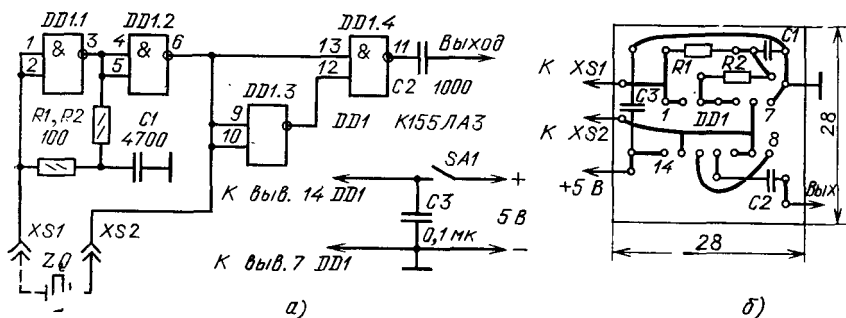 DD1.1
DD1.2
DD1.4
1
2
&
3
4
5
&
6
13
12
&
11
Выход
C2 1000
DD1.3
9
10
&
DD1 К155ЛА3
R1, R2
100
C1
4700
К выв. 14 DD1
SA1
+
C3
5 В
0,1 мк
–
К выв. 7 DD1
XS1
XS2
ZQ
а)
К XS1
К XS2
+5 В
C1
R1
R2
C3
1
DD1
7
14
8
C2
Вых
28
28
б)